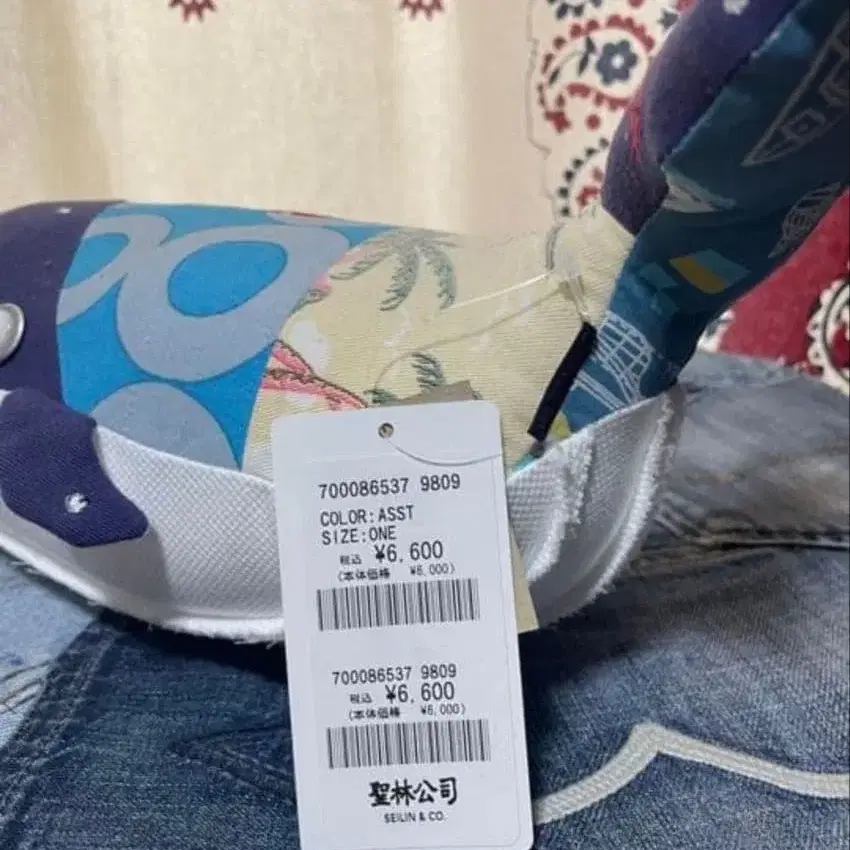 700086537 9809
COLOR:ASST
SIZE:ONE
税込 ¥6,600
(本体価格 ¥6,000)
700086537 9809
税込 ¥6,600
(本体価格 ¥6,000)
聖林公司
SEILIN & CO.